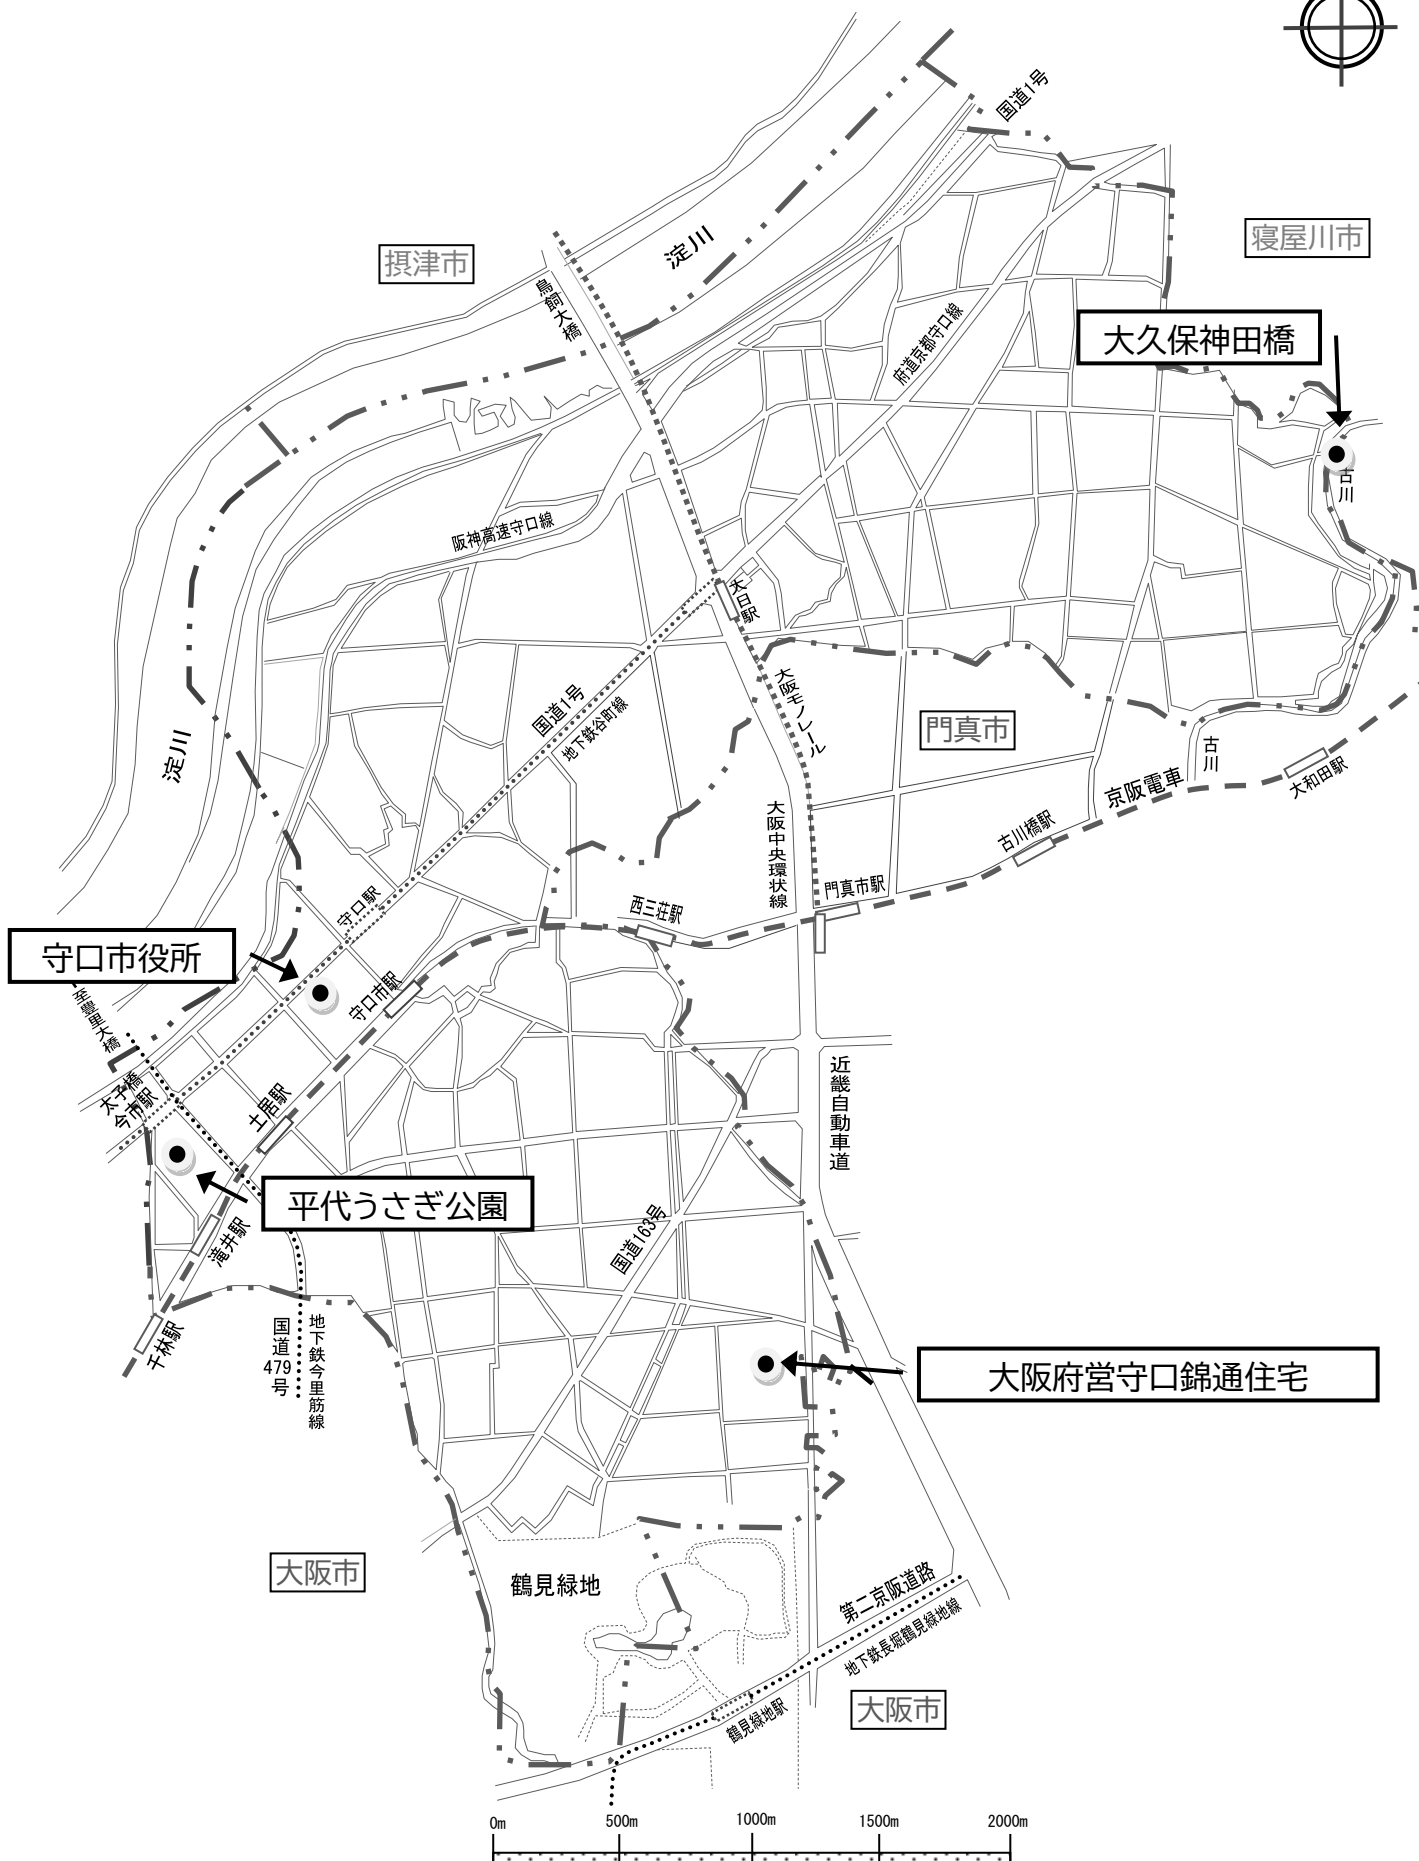 国道1号
淀川
摂津市
寝屋川市
鳥飼大橋
府道京都守口線
大久保神田橋
古川
阪神高速守口線
大日駅
国道1号
地下鉄谷町線
大阪モノレール
門真市
淀川
古川
京阪電車
大和田駅
大阪中央環状線
古川橋駅
門真市駅
守口駅
西三荘駅
守口市役所
守口市駅
至豊里大橋
太子橋
今市駅
土居駅
近畿自動車道
平代うさぎ公園
滝井駅
国道163号
千林駅
国道
479
号
地下鉄今里筋線
大阪府営守口錦通住宅
大阪市
鶴見緑地
第二京阪道路
地下鉄長堀鶴見緑地線
鶴見緑地駅
大阪市
0m 500m 1000m 1500m 2000m